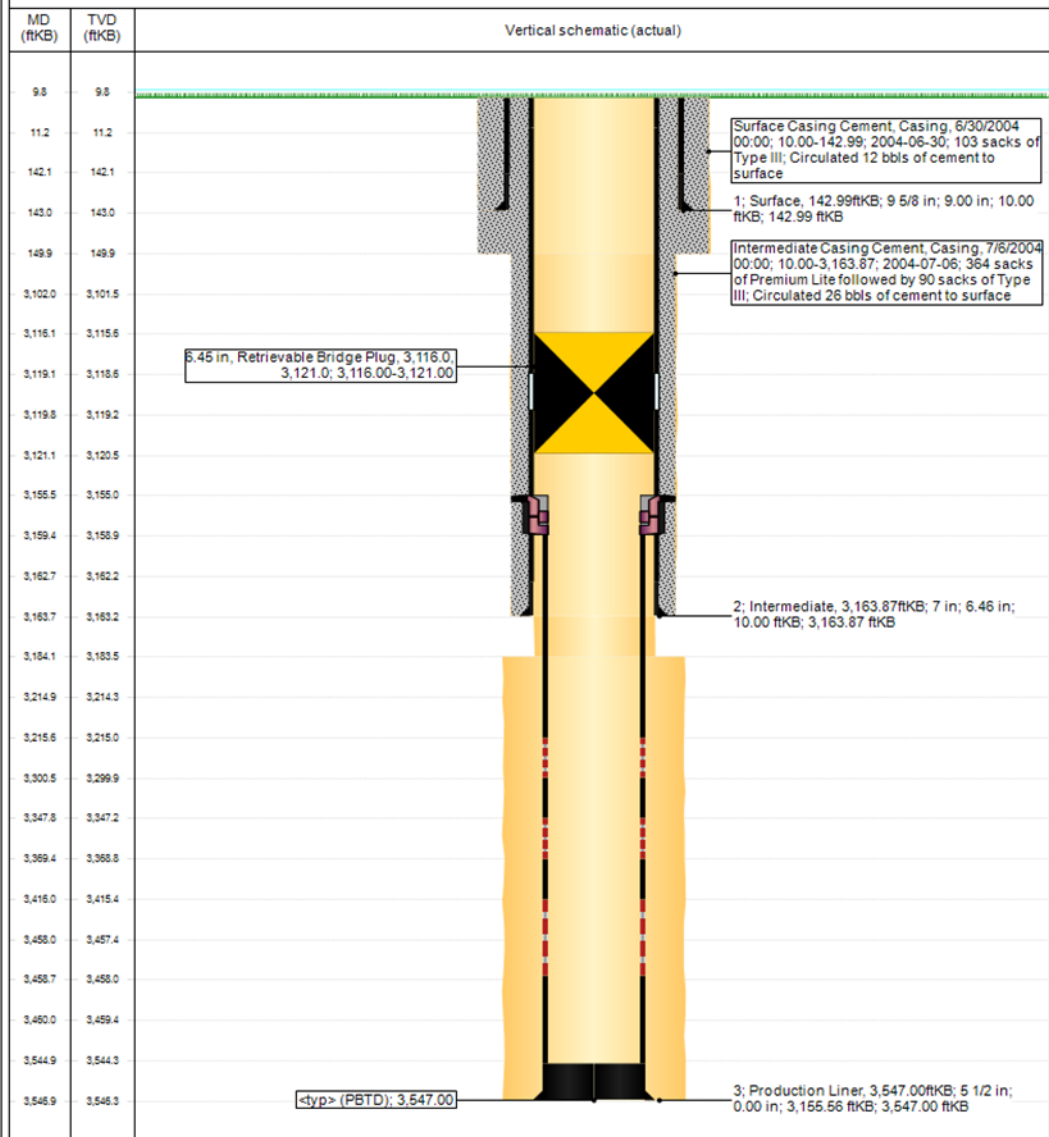 MD
(ftKB)
TVD
(ftKB)
Vertical schematic (actual)
9.8 9.8
11.2 11.2
142.1 142.1
143.0 143.0
149.9 149.9
3,102.0 3,101.5
3,116.1 3,115.6
3,119.1 3,118.6
3,119.8 3,119.2
3,121.1 3,120.5
3,155.5 3,155.0
3,159.4 3,158.9
3,162.7 3,162.2
3,163.7 3,163.2
3,184.1 3,183.5
3,214.9 3,214.3
3,215.6 3,215.0
3,300.5 3,299.9
3,347.8 3,347.2
3,369.4 3,368.8
3,416.0 3,415.4
3,458.0 3,457.4
3,458.7 3,458.0
3,460.0 3,459.4
3,544.9 3,544.3
3,546.9 3,546.3
Surface Casing Cement, Casing, 6/30/2004
00:00; 10.00-142.99; 2004-06-30; 103 sacks of
Type III; Circulated 12 bbls of cement to
surface
1; Surface, 142.99ftKB; 9 5/8 in; 9.00 in; 10.00
ftKB; 142.99 ftKB
Intermediate Casing Cement, Casing, 7/6/2004
00:00; 10.00-3,163.87; 2004-07-06; 364 sacks
of Premium Lite followed by 90 sacks of Type
III; Circulated 26 bbls of cement to surface
6.45 in, Retrievable Bridge Plug, 3,116.0,
3,121.0; 3,116.00-3,121.00
2; Intermediate, 3,163.87ftKB; 7 in; 6.46 in;
10.00 ftKB; 3,163.87 ftKB
<typ> (PBTD); 3,547.00
3; Production Liner, 3,547.00ftKB; 5 1/2 in;
0.00 in; 3,155.56 ftKB; 3,547.00 ftKB